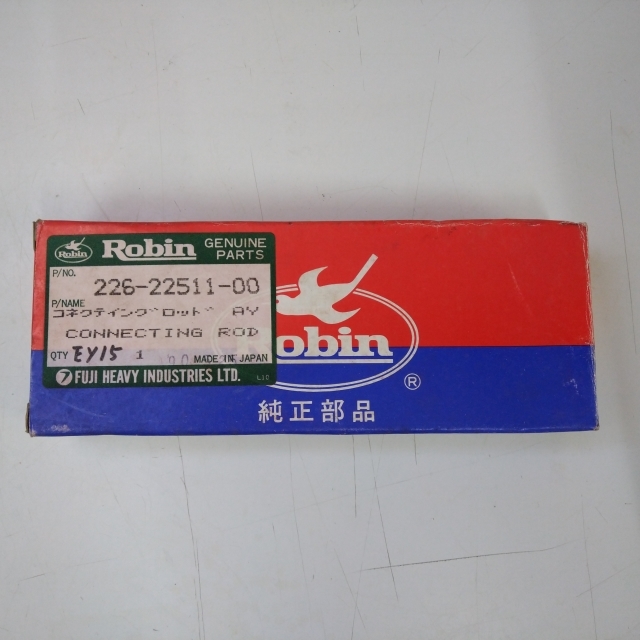 Robin
Robin GENUINE PARTS
P/NO. 226-22511-00
P/NAME コネクテイング゛ロット゛ AY
CONNECTING ROD
QTY EY15 1 MADE IN JAPAN
FUJI HEAVY INDUSTRIES LTD.
Robin
®
純正部品